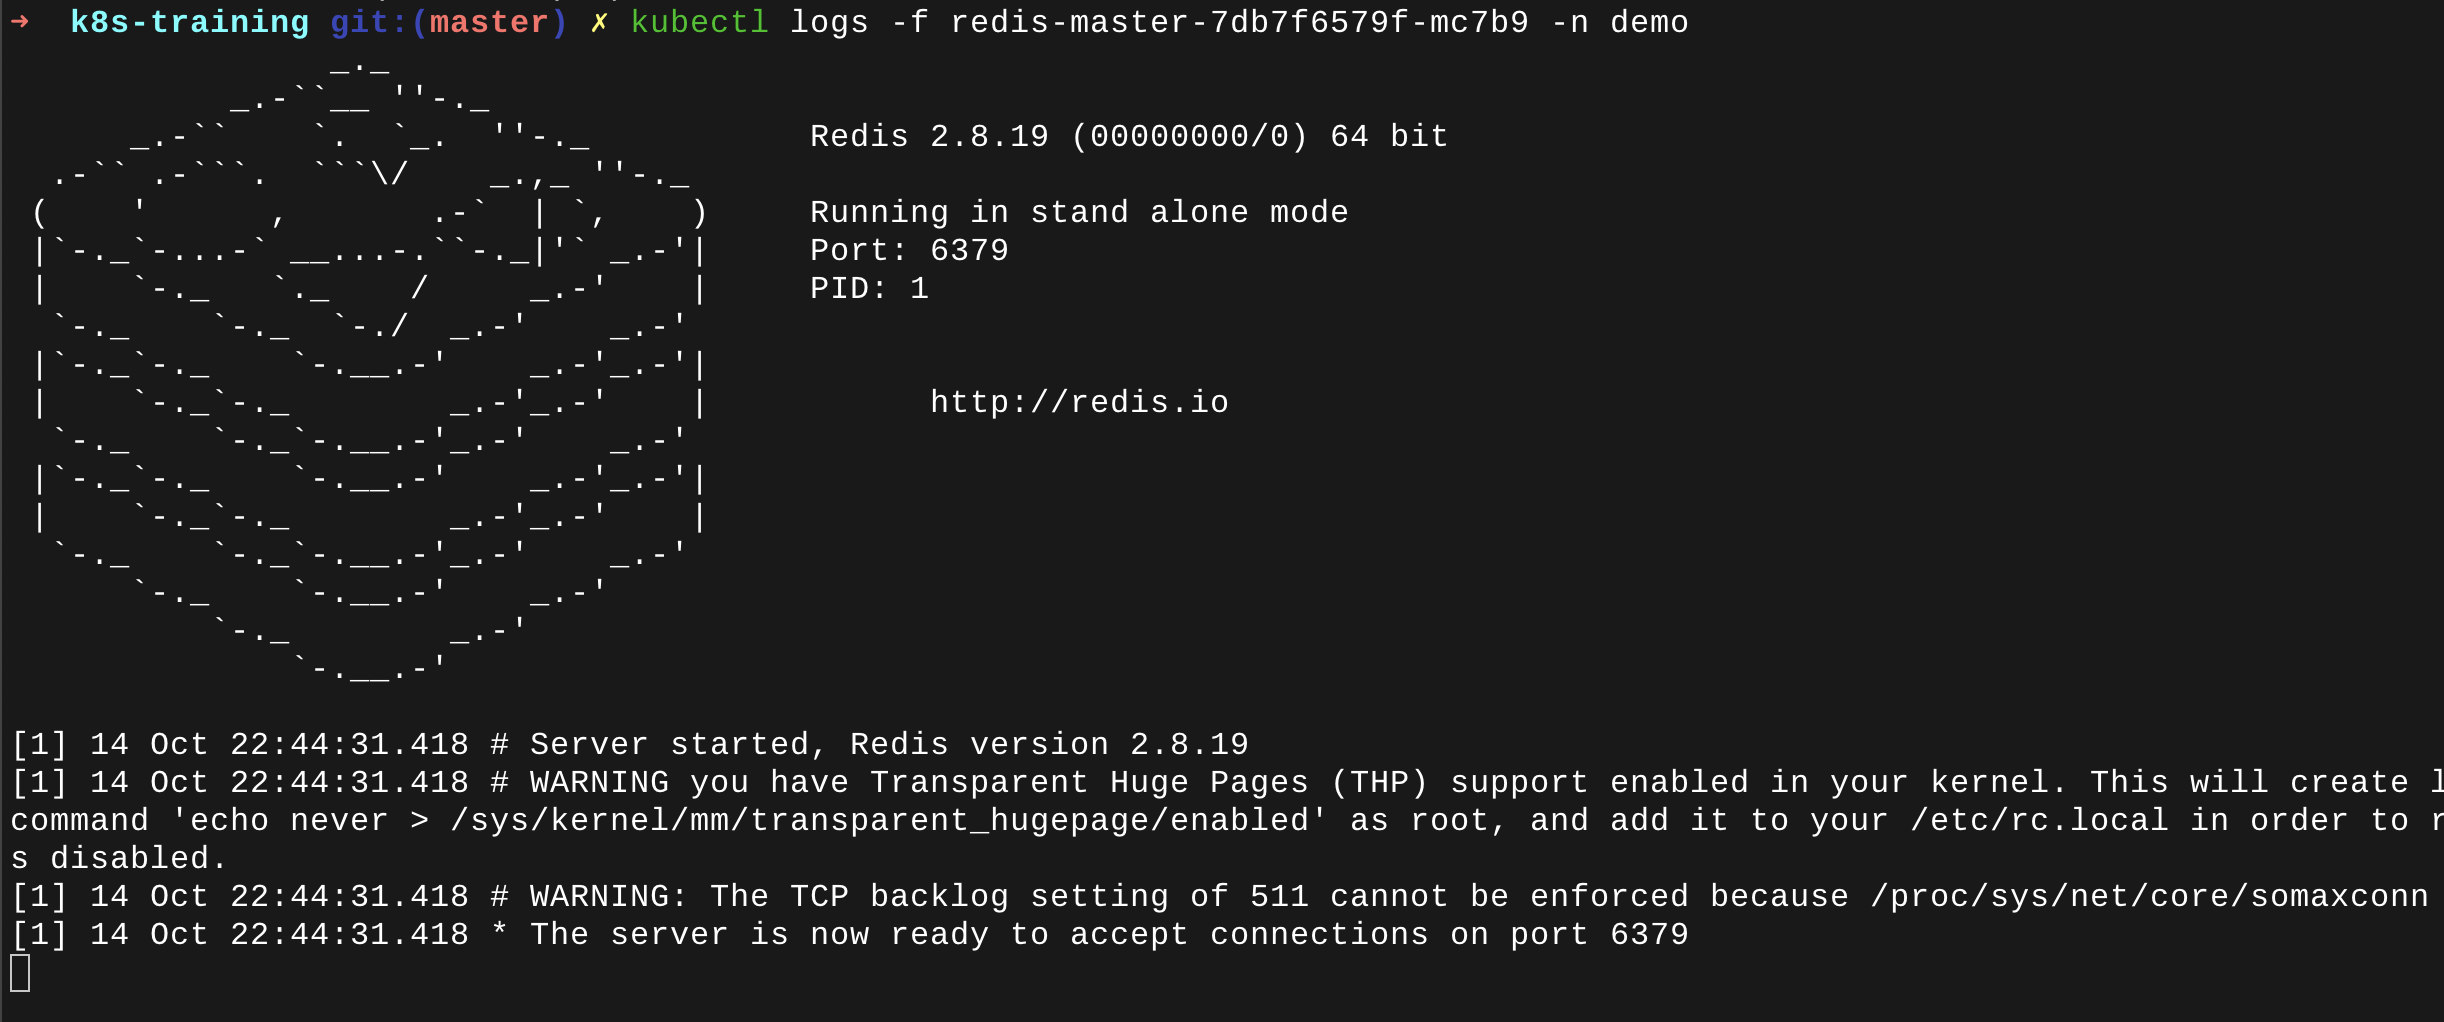 ➜  k8s-training git:(master) ✗ kubectl logs -f redis-master-7db7f6579f-mc7b9 -n demo
Redis 2.8.19 (00000000/0) 64 bit
Running in stand alone mode
Port: 6379
PID: 1
http://redis.io
[1] 14 Oct 22:44:31.418 # Server started, Redis version 2.8.19
[1] 14 Oct 22:44:31.418 # WARNING you have Transparent Huge Pages (THP) support enabled in your kernel. This will create
command 'echo never > /sys/kernel/mm/transparent_hugepage/enabled' as root, and add it to your /etc/rc.local in order to
s disabled.
[1] 14 Oct 22:44:31.418 # WARNING: The TCP backlog setting of 511 cannot be enforced because /proc/sys/net/core/somaxconn
[1] 14 Oct 22:44:31.418 * The server is now ready to accept connections on port 6379